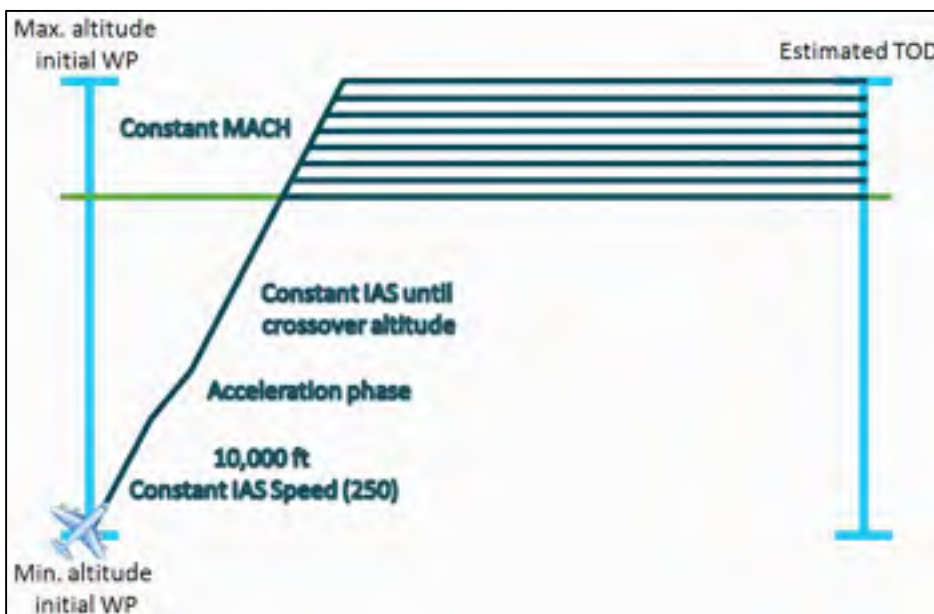 Max. altitude
initial WP
Estimated TOD
Constant MACH
Constant IAS until
crossover altitude
Acceleration phase
10,000 ft
Constant IAS Speed (250)
Min. altitude
initial WP